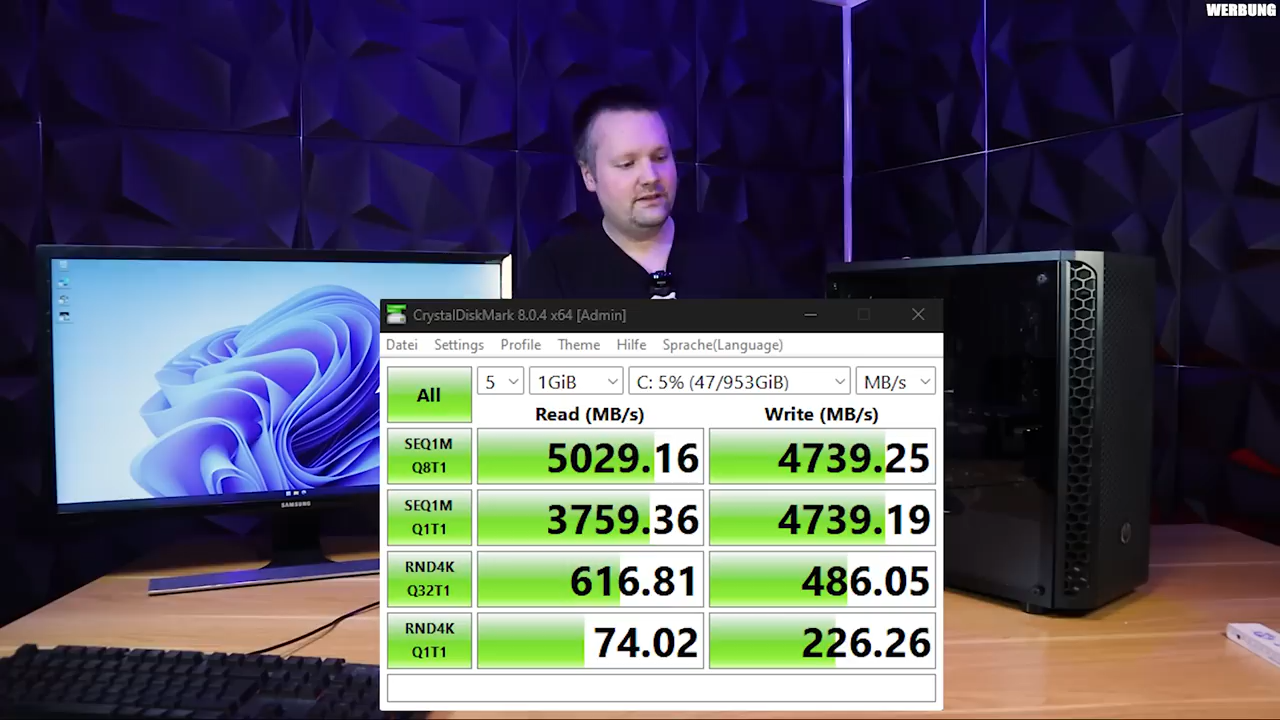 WERBUNG
SAMSUNG
CrystalDiskMark 8.0.4 x64 [Admin]
Datei Settings Profile Theme Hilfe Sprache(Language)
All 5 1GiB C: 5% (47/953GiB) MB/s
Read (MB/s) Write (MB/s)
SEQ1M
Q8T1 5029.16 4739.25
SEQ1M
Q1T1 3759.36 4739.19
RND4K
Q32T1 616.81 486.05
RND4K
Q1T1 74.02 226.26